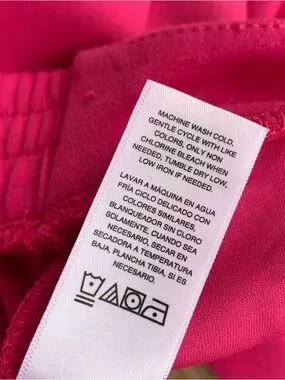 MACHINE WASH COLD,
GENTLE CYCLE WITH LIKE
COLORS, ONLY NON
CHLORINE BLEACH WHEN
NEEDED, TUMBLE DRY LOW,
LOW IRON IF NEEDED.
LAVAR A MÁQUINA EN AGUA
FRÍA CICLO DELICADO CON
COLORES SIMILARES,
BLANQUEADOR SIN CLORO
SOLAMENTE, CUANDO SEA
NECESARIO, SECAR EN
SECADORA A TEMPERATURA
BAJA, PLANCHA TIBIA, SI ES
NECESARIO.